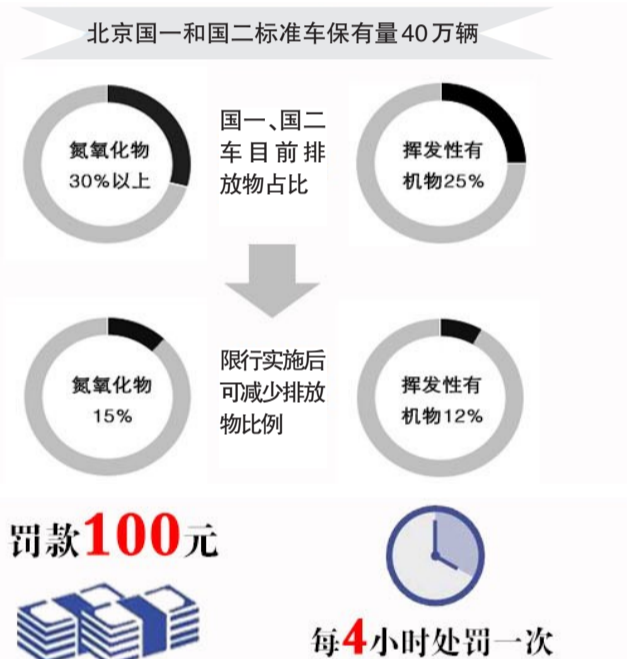 北京国一和国二标准车保有量40万辆
氮氧化物
30%以上
国一、国二
车目前排
放物占比
挥发性有
机物25%
氮氧化物
15%
限行实施后
可减少排放
物比例
挥发性有
机物12%
罚款100元
每4小时处罚一次